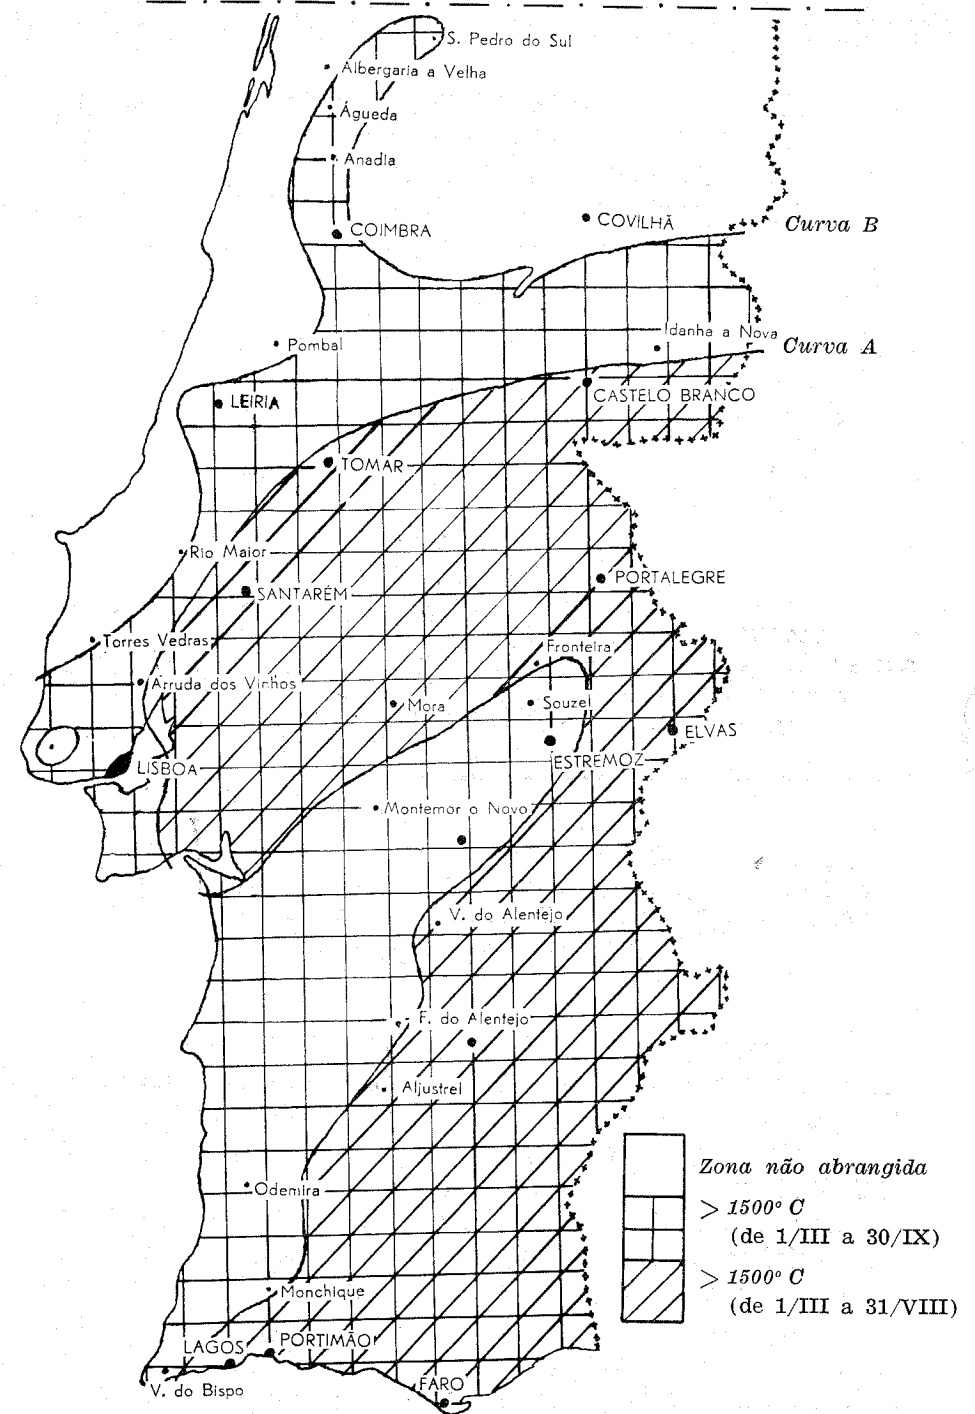 S. Pedro do Sul
Albergaria a Velha
Águeda
Anadia
COIMBRA
COVILHÃ
Curva B
Idanha a Nova
Pombal
Curva A
CASTELO BRANCO
LEIRIA
TOMAR
Rio Maior
PORTALEGRE
SANTARÉM
Torres Vedras
Fronteira
Arruda dos Vinhos
Mora
Souzel
ELVAS
ESTREMOZ
LISBOA
Montemor o Novo
V. do Alentejo
F. do Alentejo
Aljustrel
Zona não abrangida
Odemira
> 1500º C
(de 1/III a 30/IX)
> 1500º C
(de 1/III a 31/VIII)
Monchique
PORTIMÃO
LAGOS
V. do Bispo
FARO